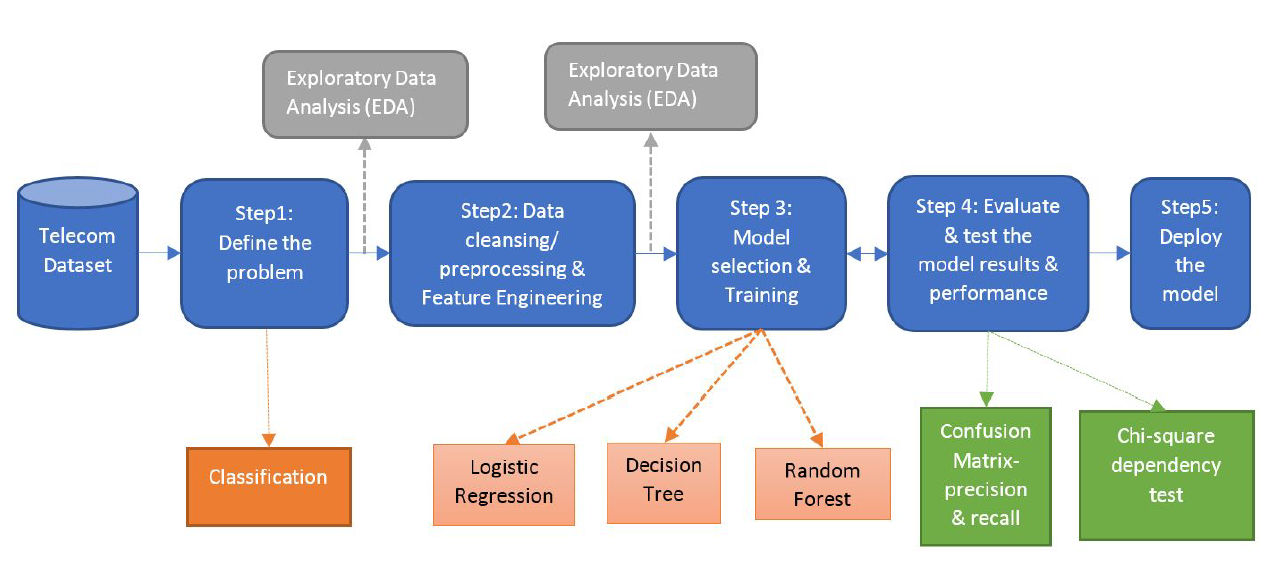 Exploratory Data
Analysis (EDA)
Exploratory Data
Analysis (EDA)
Telecom
Dataset
Step1:
Define the
problem
Step2: Data
cleansing/
preprocessing &
Feature Engineering
Step 3:
Model
selection &
Training
Step 4: Evaluate
& test the
model results &
performance
Step5:
Deploy
the
model
Classification
Logistic
Regression
Decision
Tree
Random
Forest
Confusion
Matrix-
precision
& recall
Chi-square
dependency
test